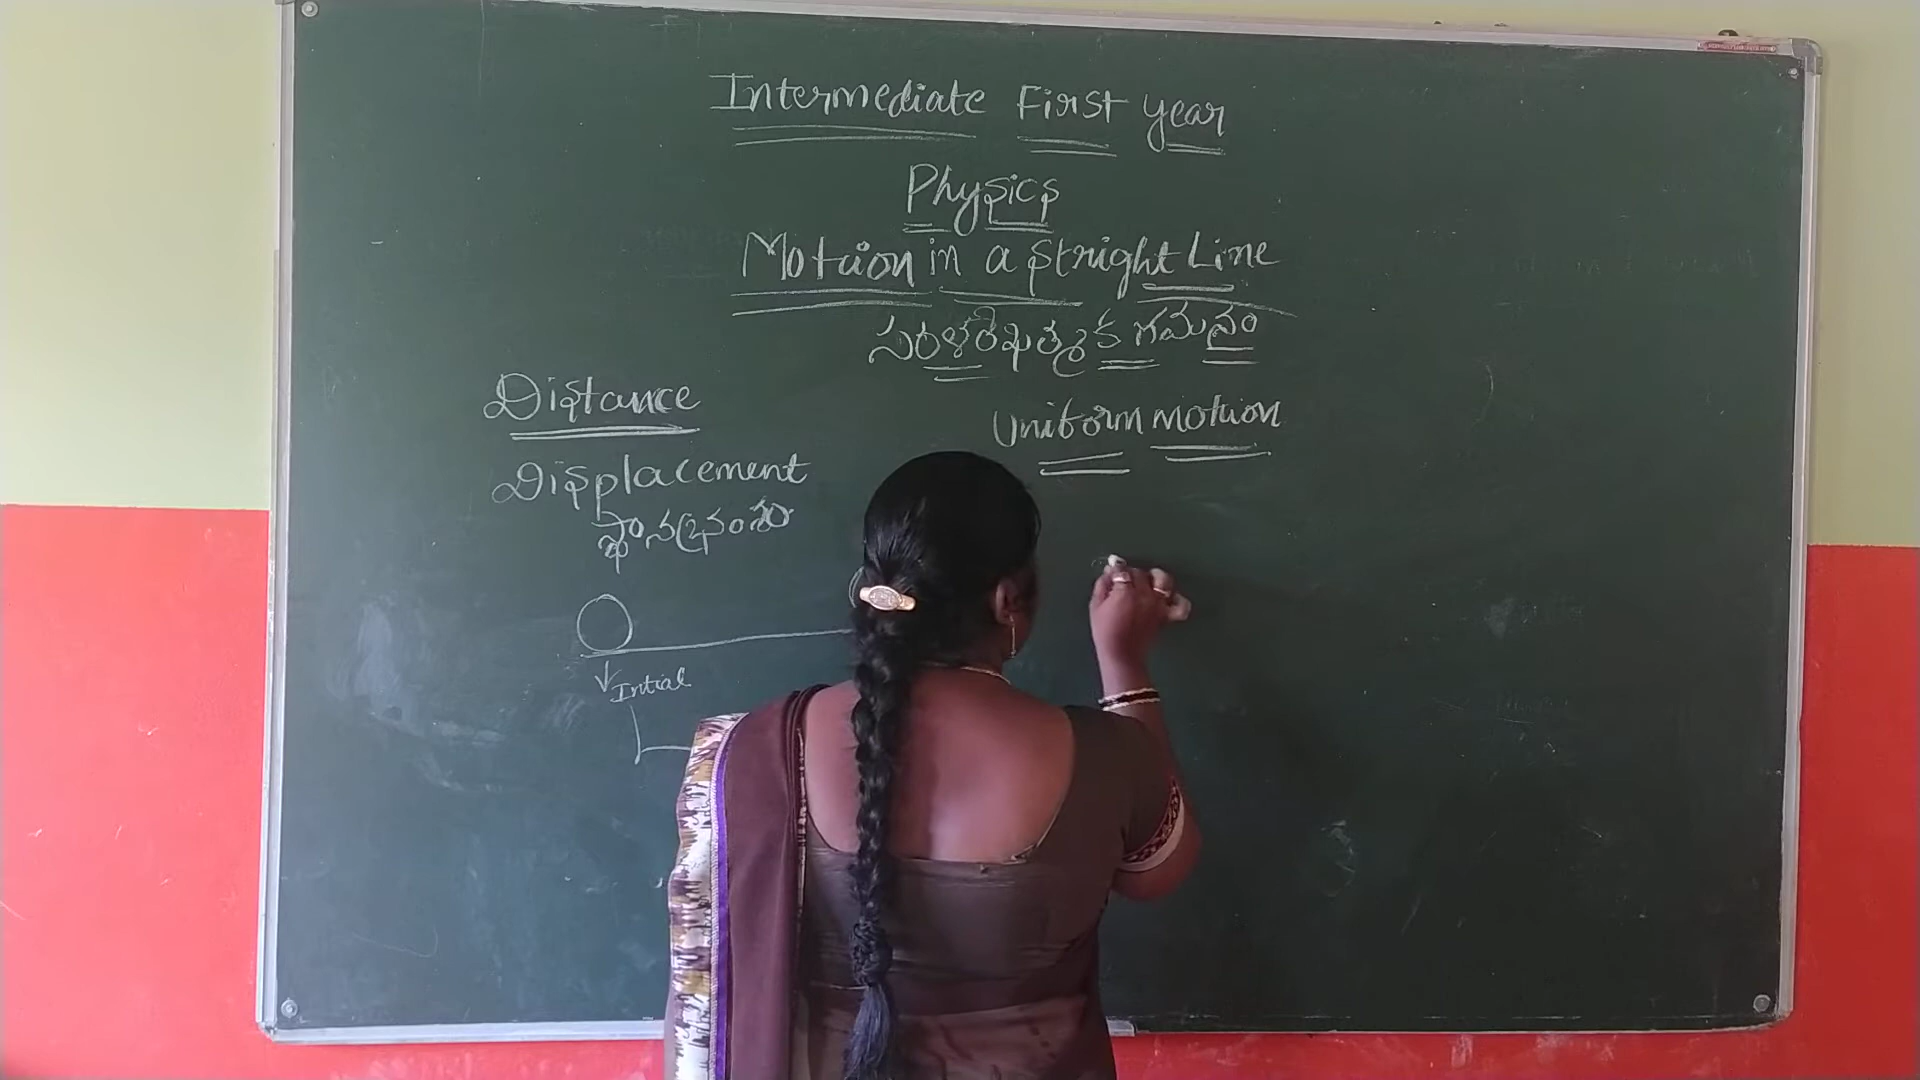 Intermediate First year
Physics
Motion in a stright Line
సరళరేఖాత్మక గమనం
Distance
Uniform motion
Displacement
స్థానభ్రంశం
Intial